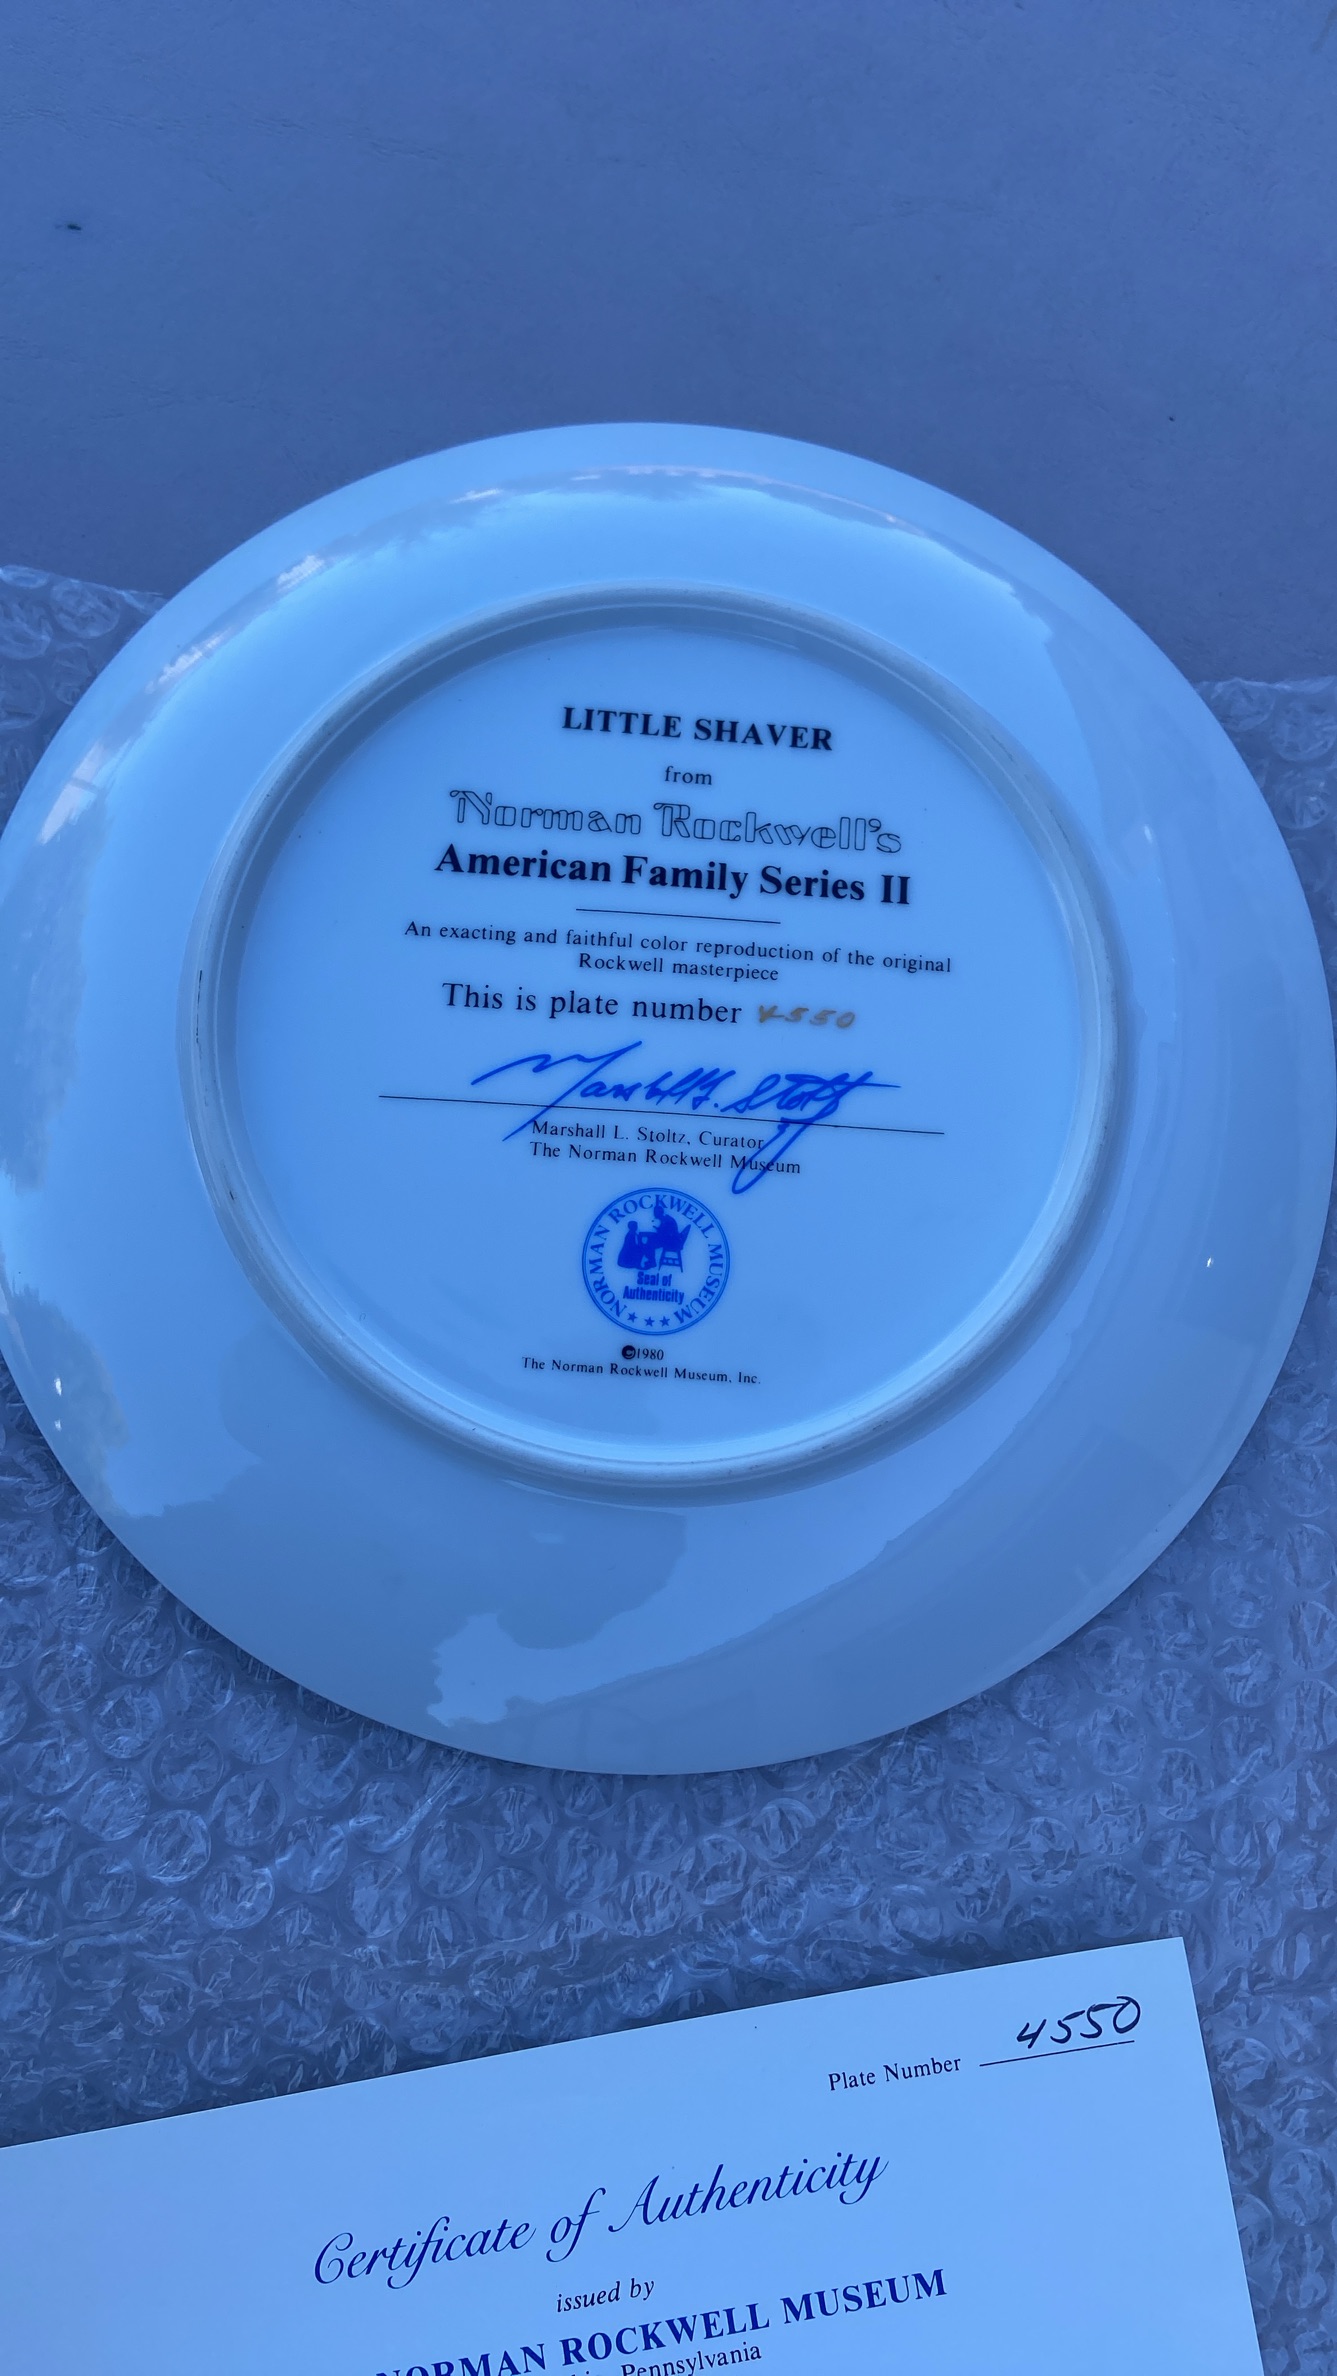 LITTLE SHAVER
from
Norman Rockwell's
American Family Series II
An exacting and faithful color reproduction of the original
Rockwell masterpiece
This is plate number 4550
Marshall L. Stoltz
Marshall L. Stoltz, Curator
The Norman Rockwell Museum
NORMAN ROCKWELL MUSEUM
Seal of
Authenticity
©1980
The Norman Rockwell Museum, Inc.
Plate Number 4550
Certificate of Authenticity
issued by
NORMAN ROCKWELL MUSEUM
Pennsylvania